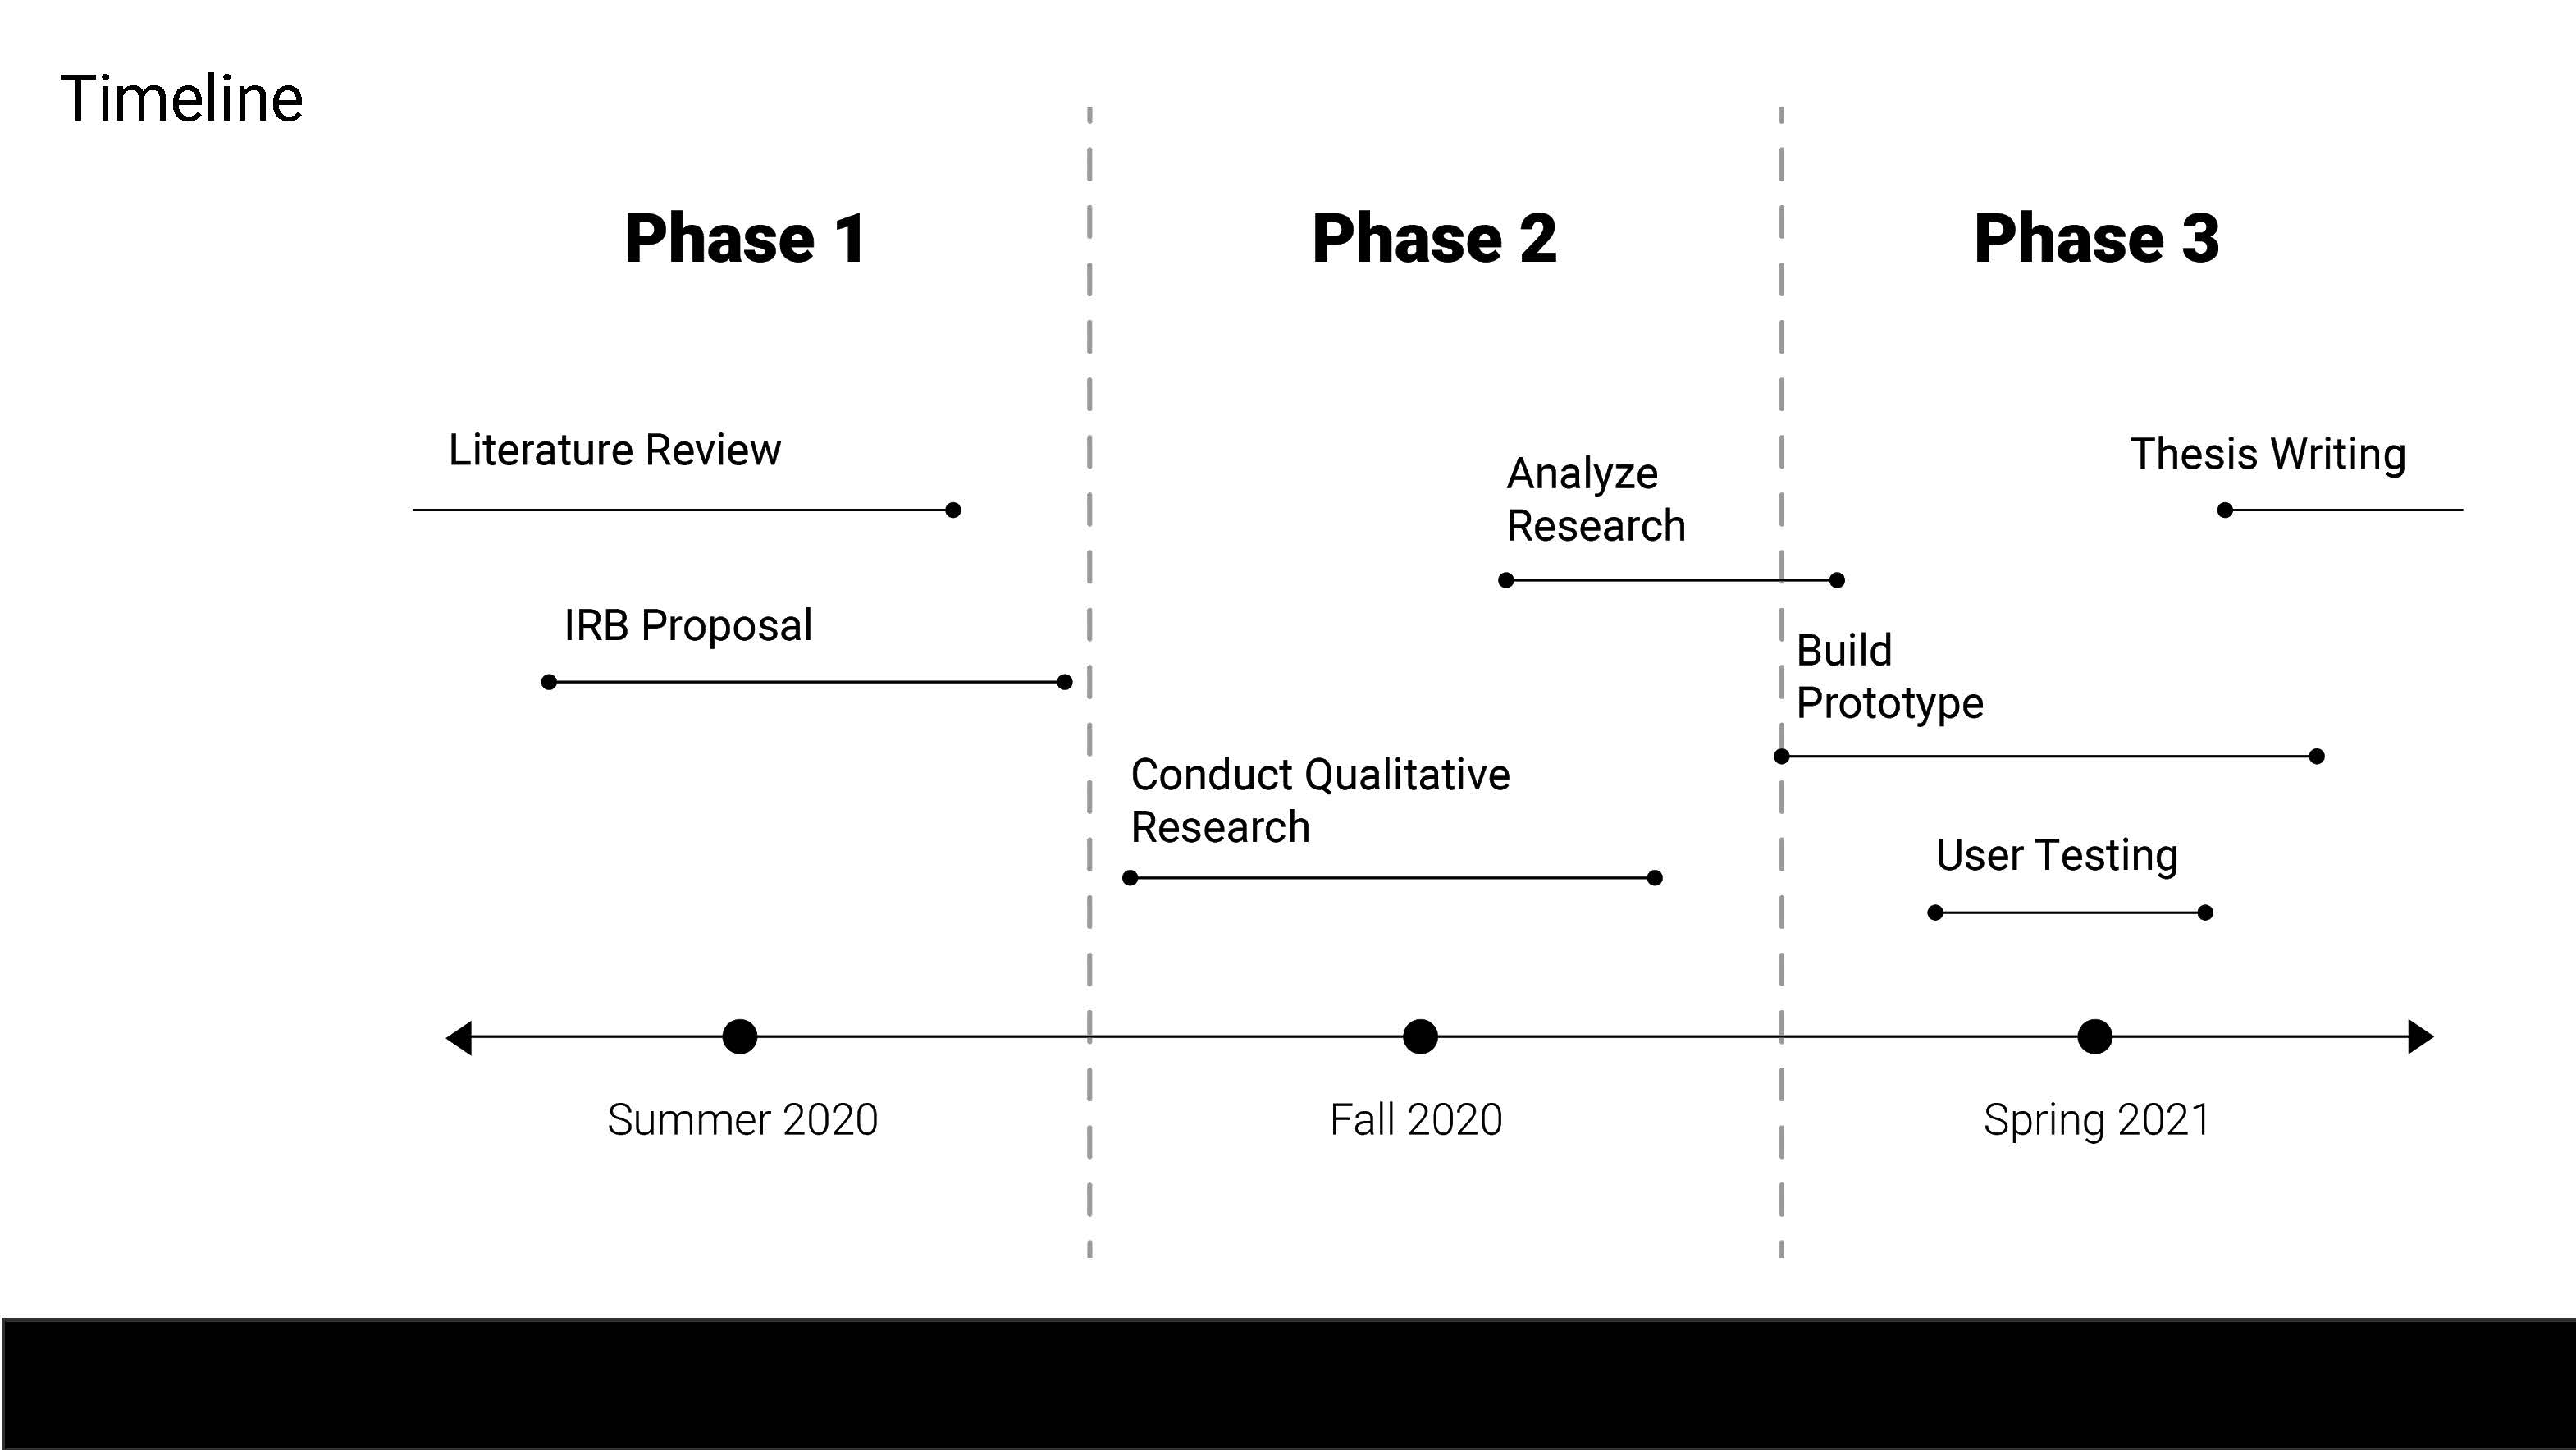 Timeline
Phase 1
Phase 2
Phase 3
Literature Review
IRB Proposal
Conduct Qualitative
Research
Analyze
Research
Build
Prototype
User Testing
Thesis Writing
Summer 2020
Fall 2020
Spring 2021